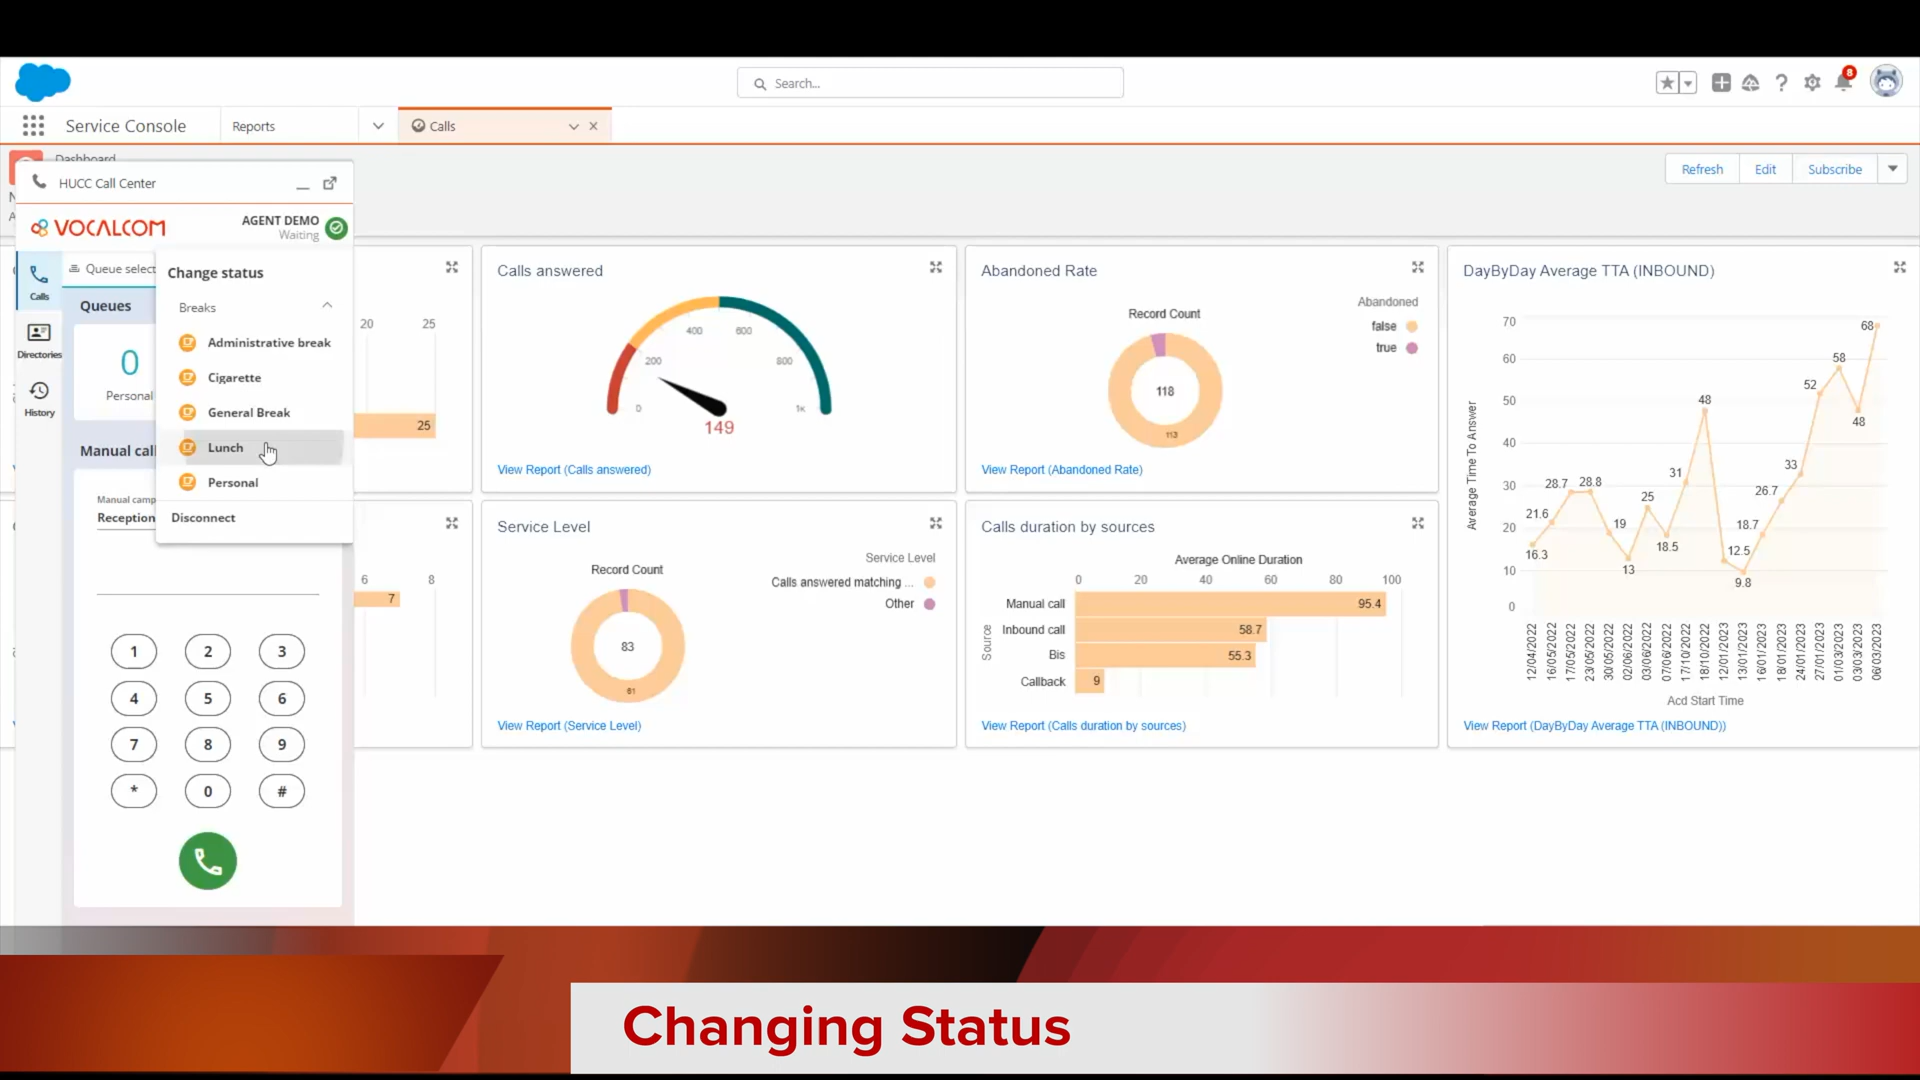 Search...
8
Service Console
Reports
Calls
Dashboard
Refresh
Edit
Subscribe
HUCC Call Center
VOCALCOM
AGENT DEMO
Waiting
Calls
Directories
History
Queue select
Queues
0
Personal
Manual call
Manual camp
Reception
Change status
Breaks
Administrative break
Cigarette
General Break
Lunch
Personal
Disconnect
1 2 3
4 5 6
7 8 9
* 0 #
20 25
25
6 8
7
Calls answered
0 200 400 600 800 1k
149
View Report (Calls answered)
Abandoned Rate
Record Count
118
113
Abandoned
false
true
View Report (Abandoned Rate)
Service Level
Record Count
83
81
Service Level
Calls answered matching ...
Other
View Report (Service Level)
Calls duration by sources
Average Online Duration
0 20 40 60 80 100
Source
Manual call 95.4
Inbound call 58.7
Bis 55.3
Callback 9
View Report (Calls duration by sources)
DayByDay Average TTA (INBOUND)
Average Time To Answer
70
60
50
40
30
20
10
0
16.3 21.6 28.7 28.8 19 13 25 18.5 31 48 12.5 9.8 18.7 26.7 33 52 58 48 68
12/04/2022 16/05/2022 17/05/2022 23/05/2022 30/05/2022 02/06/2022 03/06/2022 07/06/2022 17/10/2022 18/10/2022 12/01/2023 13/01/2023 16/01/2023 18/01/2023 24/01/2023 27/01/2023 01/03/2023 03/03/2023 06/03/2023
Acd Start Time
View Report (DayByDay Average TTA (INBOUND))
Changing Status